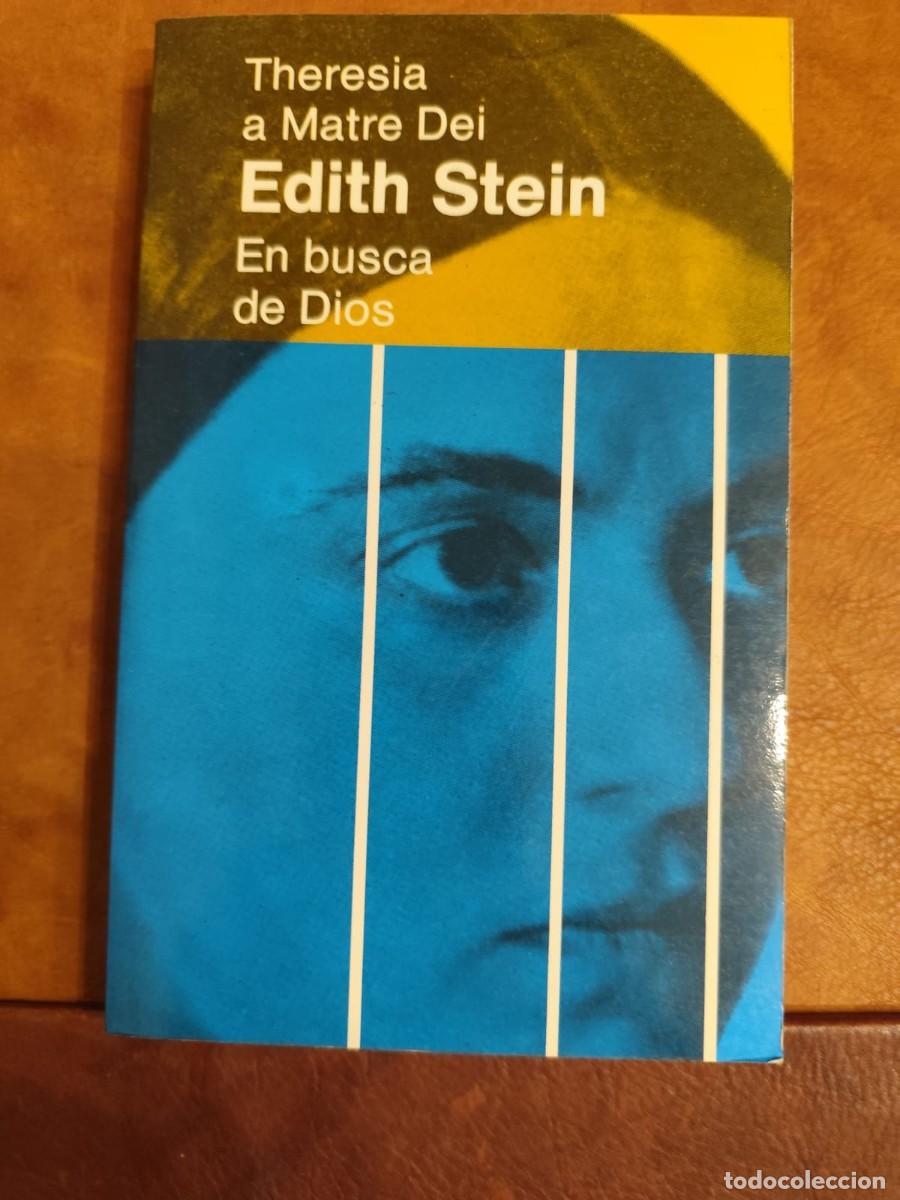 Theresia
a Matre Dei
Edith Stein
En busca
de Dios
todocoleccion